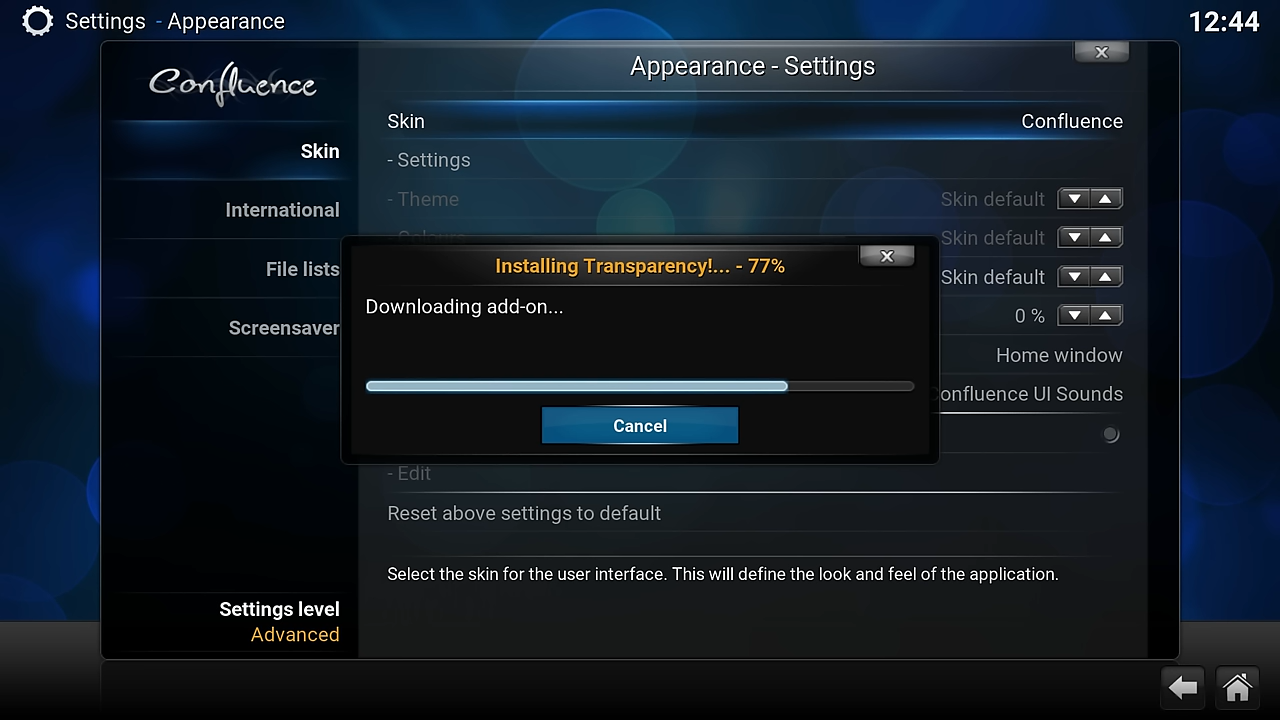 Settings - Appearance
12:44
Confluence
Appearance - Settings
Skin
International
File lists
Screensaver
Settings level
Advanced
Skin Confluence
- Settings
- Theme Skin default
- Colours Skin default
Skin default
0 %
Home window
onfluence UI Sounds
- Edit
Reset above settings to default
Select the skin for the user interface. This will define the look and feel of the application.
Installing Transparency!... - 77%
Downloading add-on...
Cancel